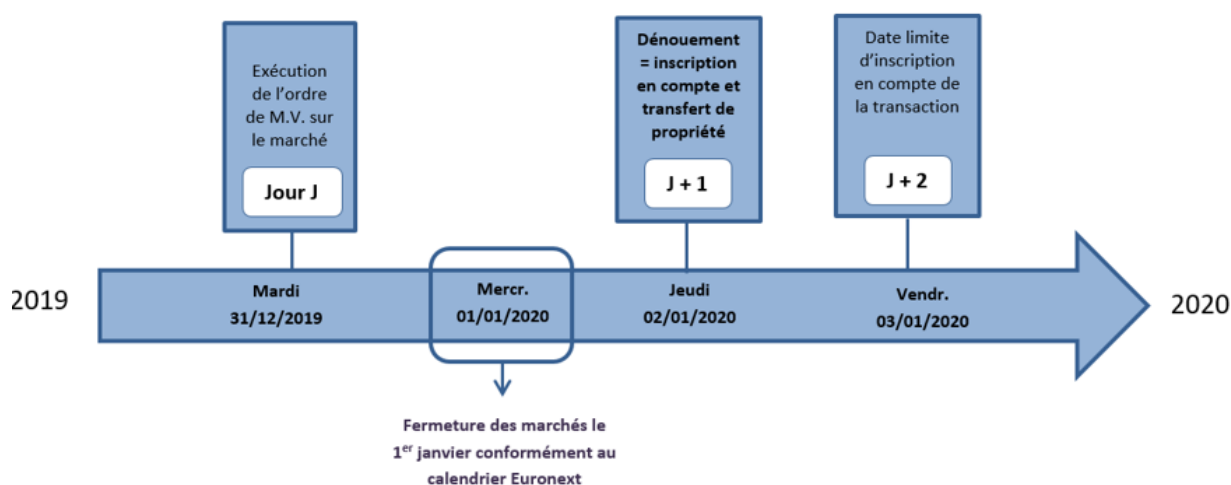 Exécution
de l'ordre
de M.V. sur
le marché
Jour J
Dénouement
= inscription
en compte et
transfert de
propriété
J + 1
Date limite
d'inscription
en compte de
la transaction
J + 2
2019
Mardi
31/12/2019
Mercr.
01/01/2020
Jeudi
02/01/2020
Vendr.
03/01/2020
2020
Fermeture des marchés le
1er janvier conformément au
calendrier Euronext